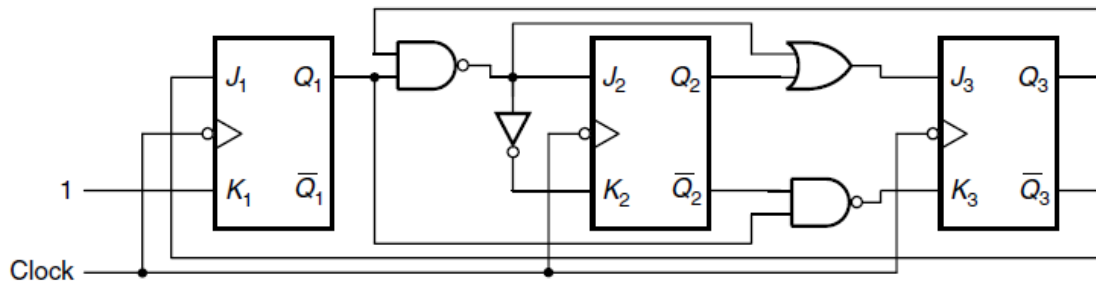 J₁ Q₁ J₂ Q₂ J₃ Q₃
1 K₁ Q̅₁ K₂ Q̅₂ K₃ Q̅₃
Clock